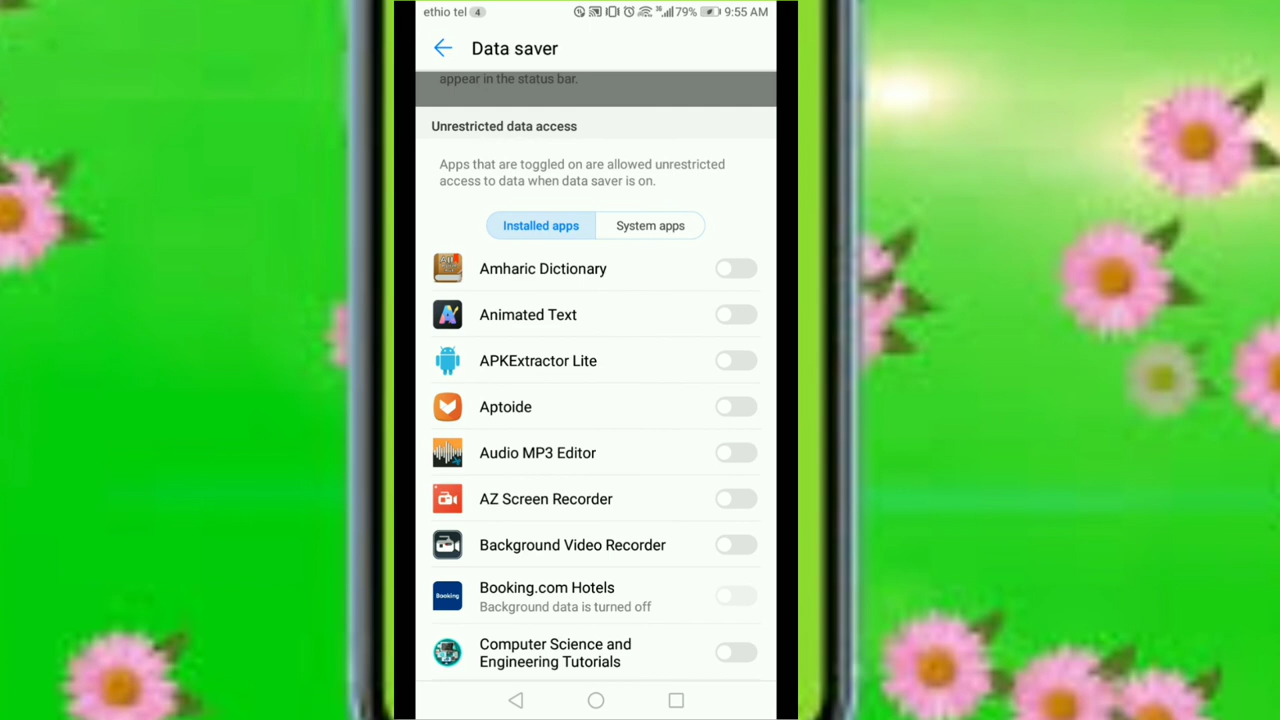 ethio tel 4 79% 9:55 AM
Data saver
appear in the status bar.
Unrestricted data access
Apps that are toggled on are allowed unrestricted
access to data when data saver is on.
Installed apps System apps
Amharic Dictionary
Animated Text
APKExtractor Lite
Aptoide
Audio MP3 Editor
AZ Screen Recorder
Background Video Recorder
Booking
Booking.com Hotels
Background data is turned off
Computer Science and
Engineering Tutorials